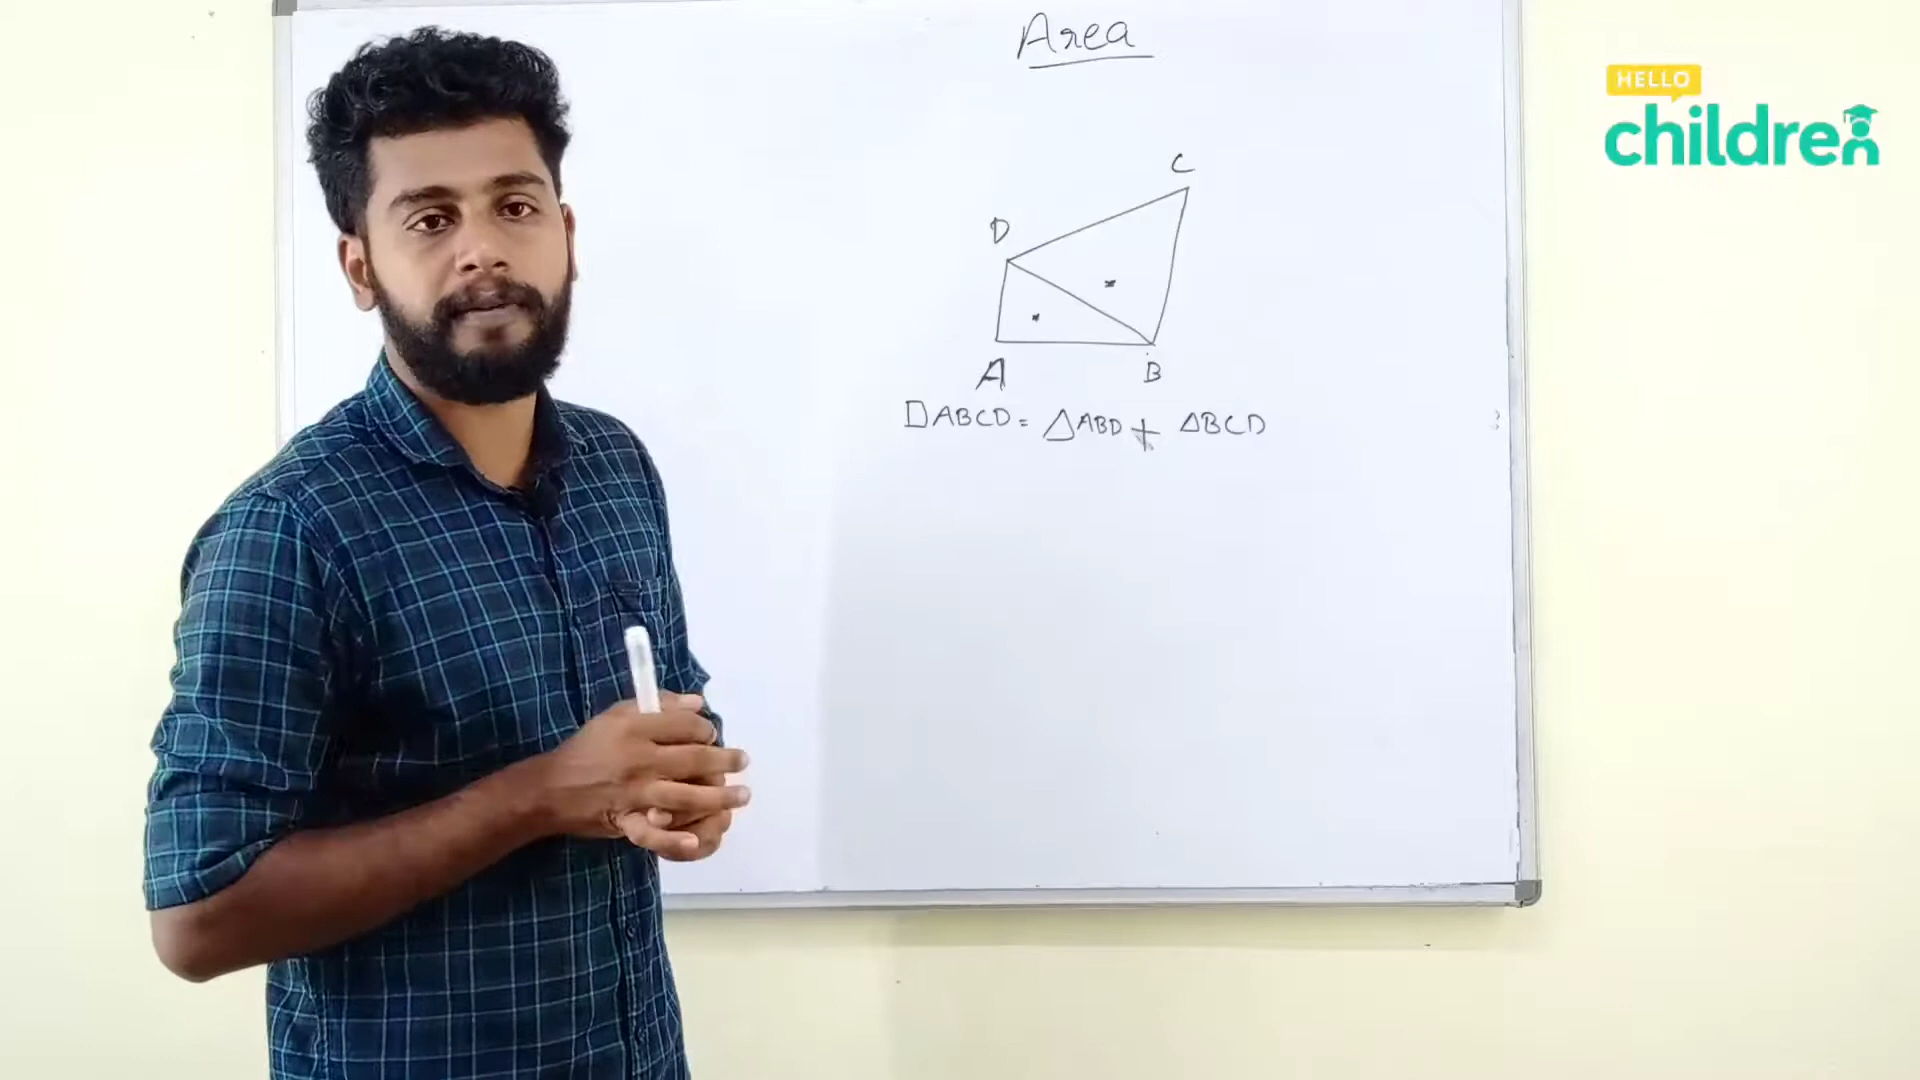 Area
HELLO
children
C
D
A
B
□ABCD = △ABD + △BCD